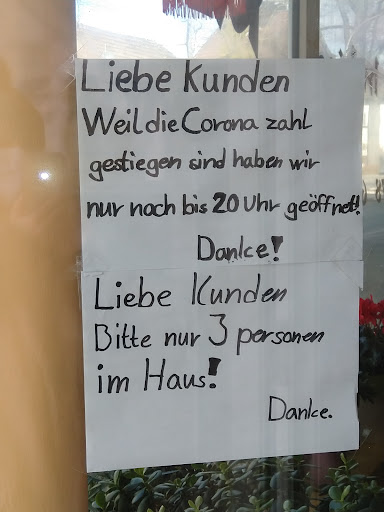 Liebe Kunden
Weil die Corona zahl
gestiegen sind haben wir
nur noch bis 20 Uhr geöffnet!
Danke!
Liebe Kunden
Bitte nur 3 personen
im Haus!
Danke.